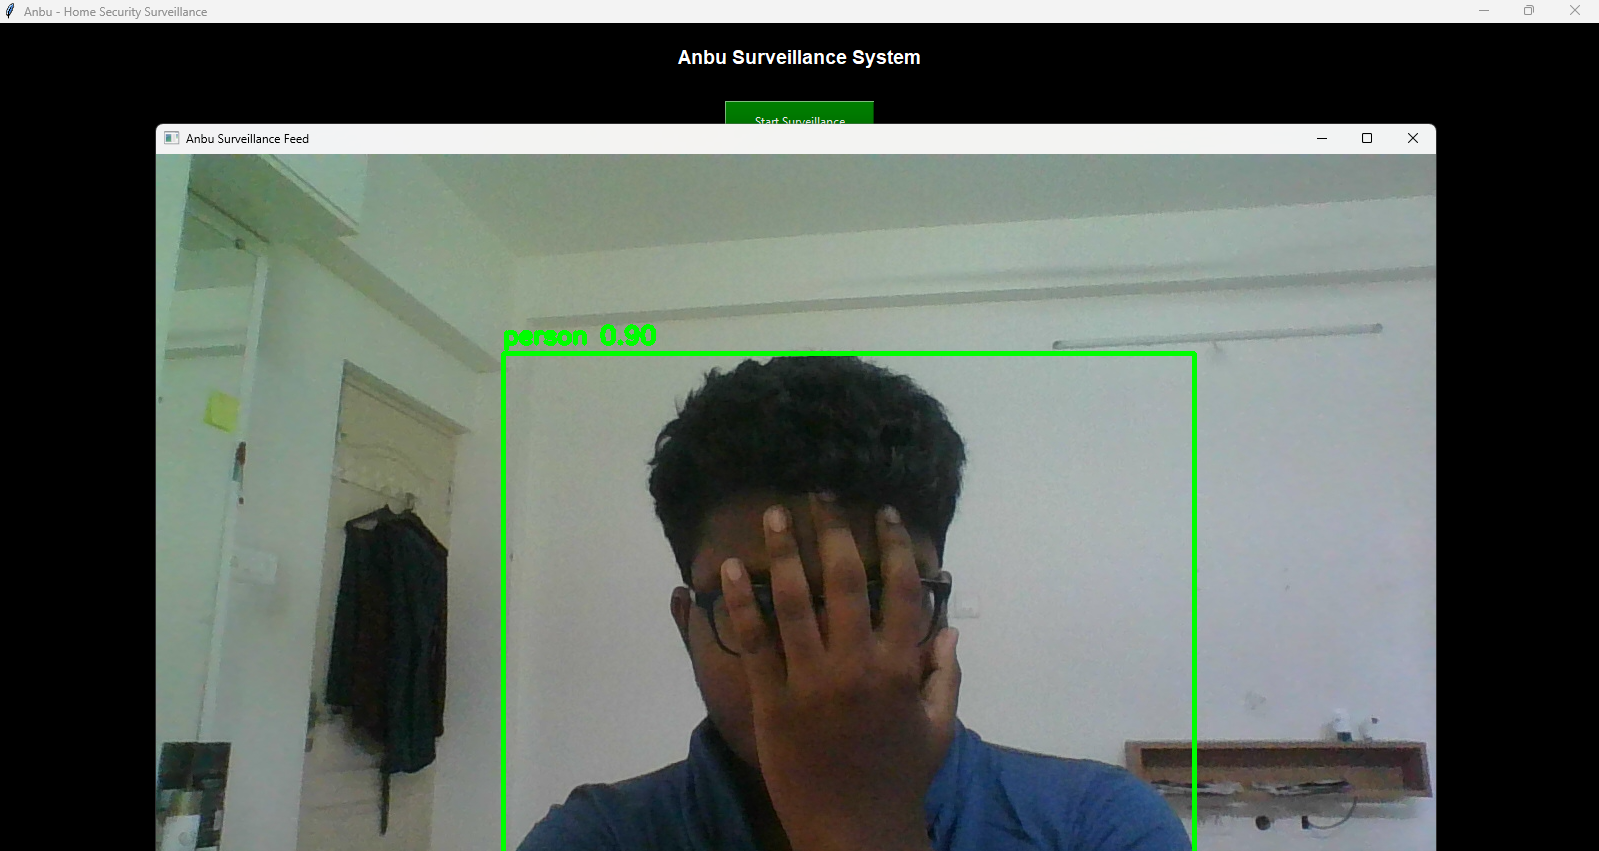 Anbu - Home Security Surveillance
Anbu Surveillance System
Start Surveillance
Anbu Surveillance Feed
person 0.90